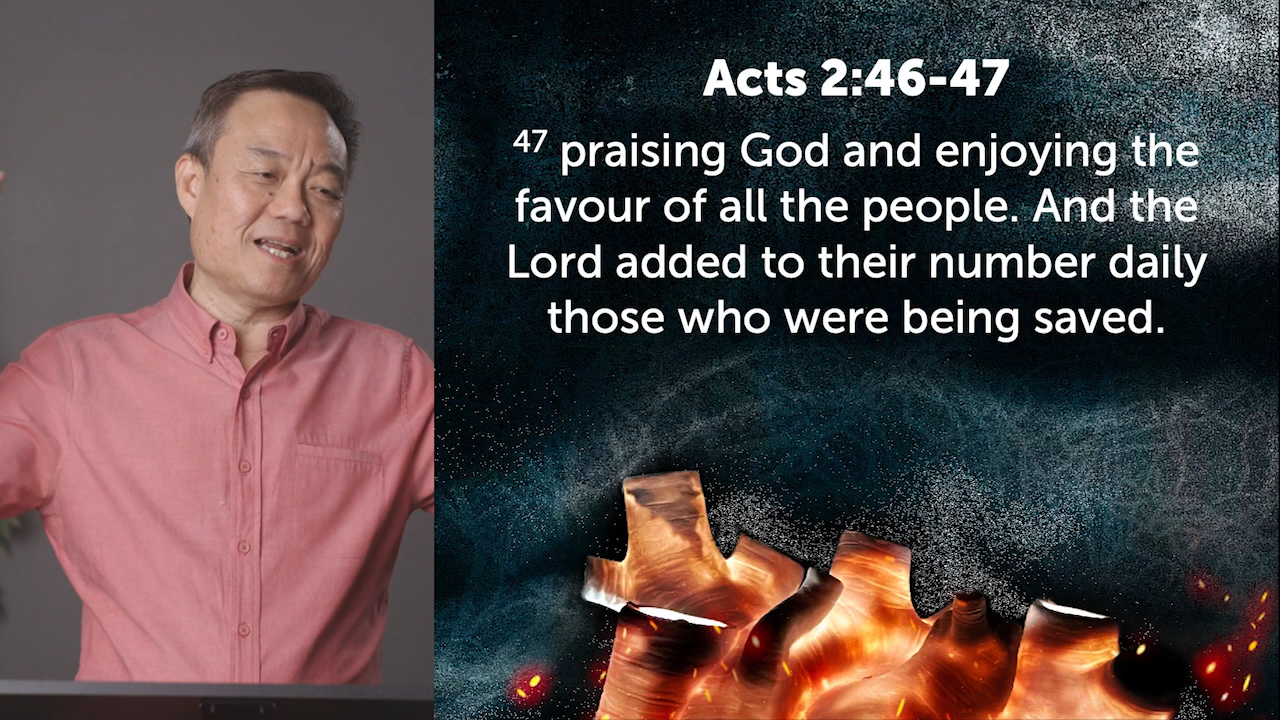 Acts 2:46-47
47 praising God and enjoying the
favour of all the people. And the
Lord added to their number daily
those who were being saved.